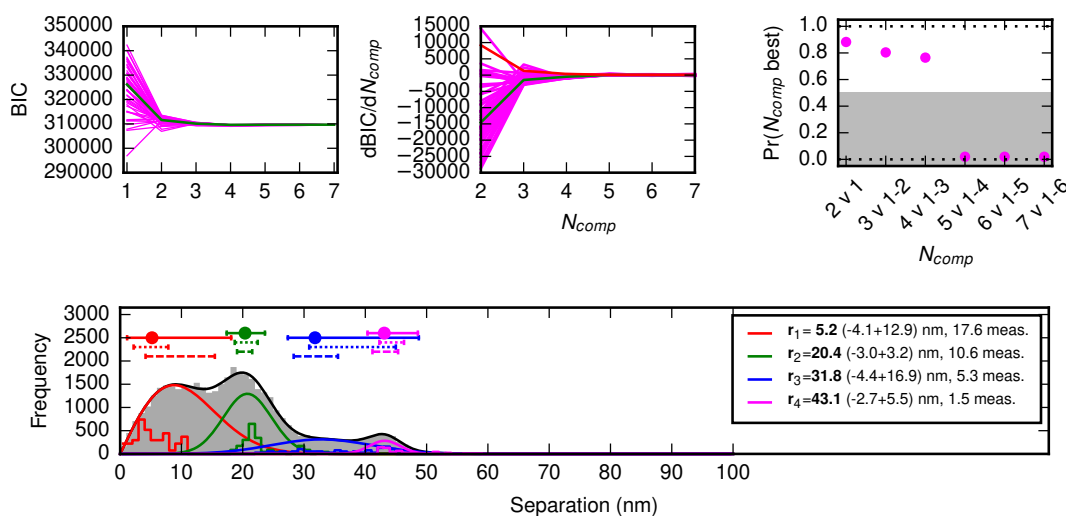 350000
340000
330000
320000
310000
300000
290000
BIC
1 2 3 4 5 6 7
15000
10000
5000
0
−5000
−10000
−15000
−20000
−25000
−30000
dBIC/dN_comp
2 3 4 5 6 7
N_comp
1.0
0.8
0.6
0.4
0.2
0.0
Pr(N_comp best)
2 v 1
3 v 1-2
4 v 1-3
5 v 1-4
6 v 1-5
7 v 1-6
N_comp
3000
2500
2000
1500
1000
500
0
Frequency
r1= 5.2 (-4.1+12.9) nm, 17.6 meas.
r2=20.4 (-3.0+3.2) nm, 10.6 meas.
r3=31.8 (-4.4+16.9) nm, 5.3 meas.
r4=43.1 (-2.7+5.5) nm, 1.5 meas.
0 10 20 30 40 50 60 70 80 90 100
Separation (nm)